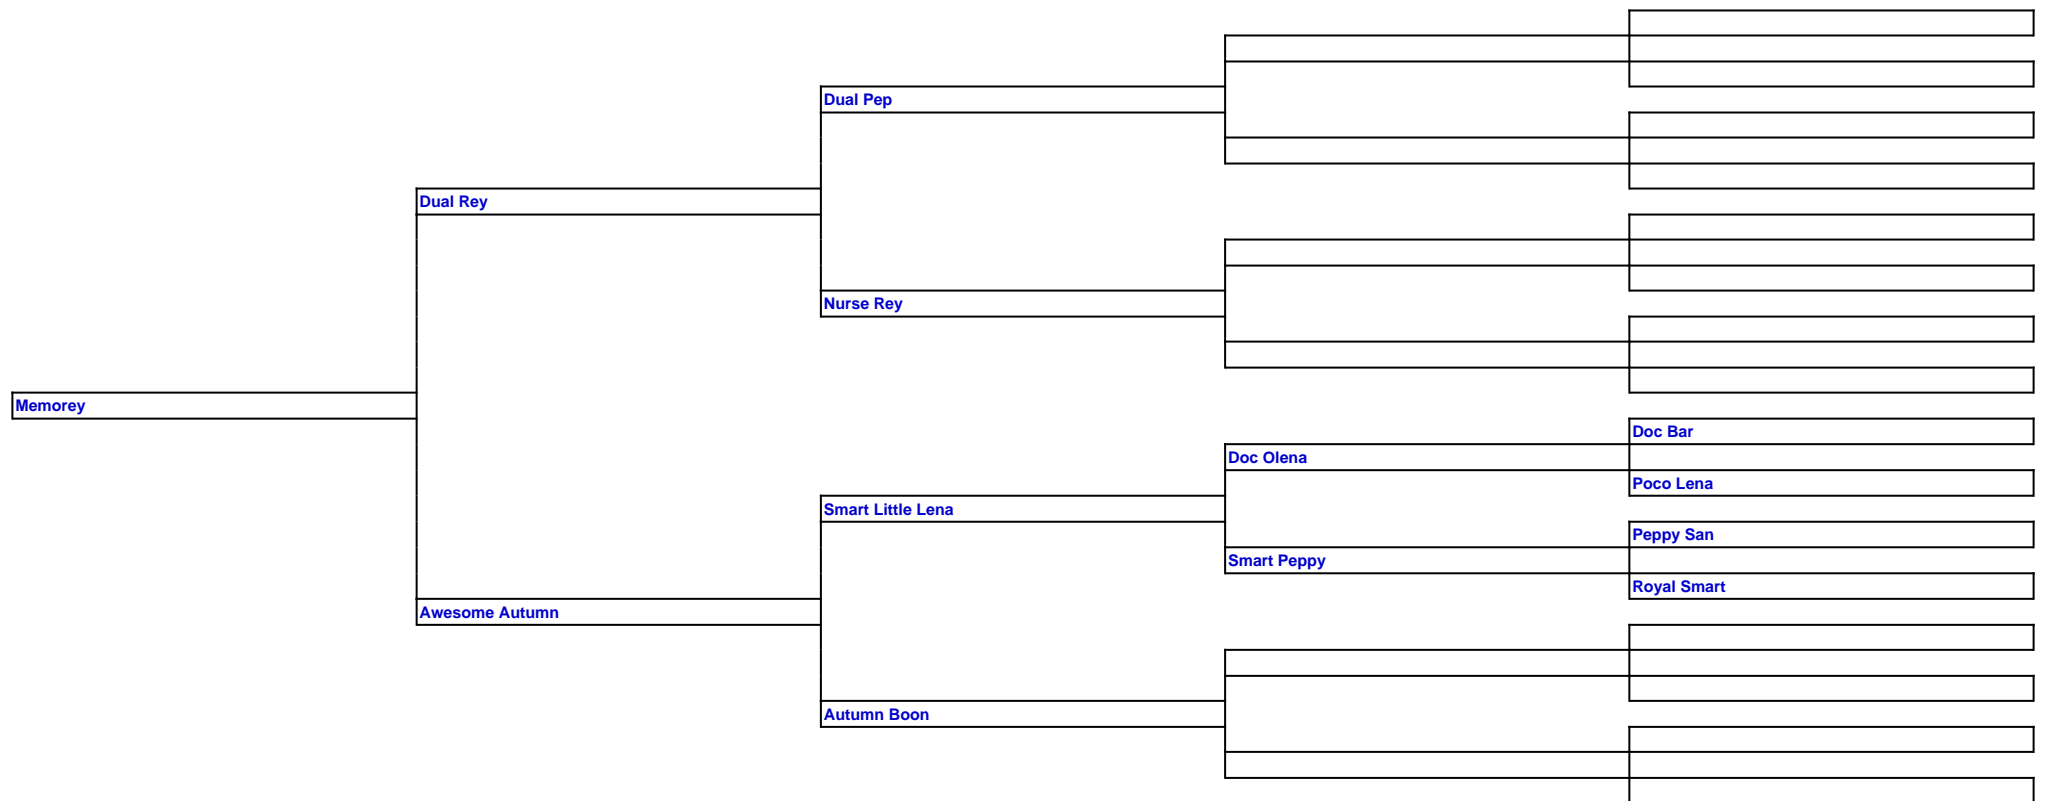 Dual Pep
Dual Rey
Nurse Rey
Memorey
Doc Bar
Doc Olena
Poco Lena
Smart Little Lena
Peppy San
Smart Peppy
Royal Smart
Awesome Autumn
Autumn Boon